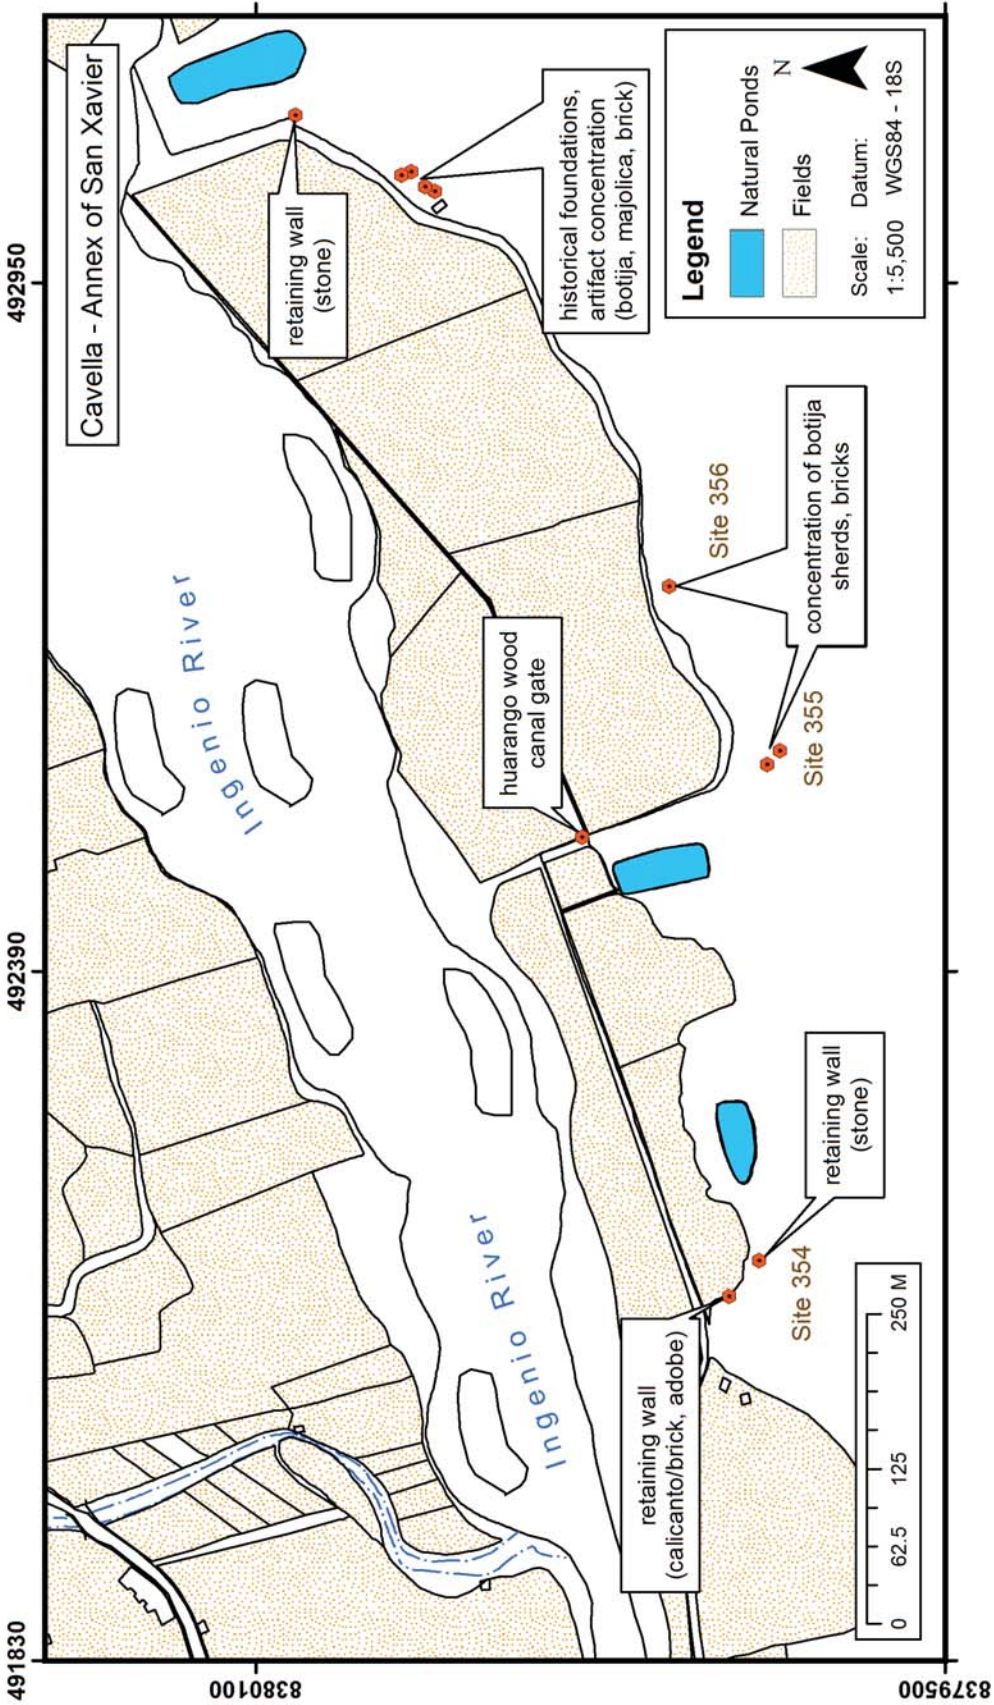 Cavella - Annex of San Xavier
491830
492390
492950
8380100
8379500
Ingenio River
Ingenio River
retaining wall
(stone)
historical foundations,
artifact concentration
(botija, majolica, brick)
huarango wood
canal gate
Site 356
concentration of botija
sherds, bricks
Site 355
retaining wall
(stone)
Site 354
retaining wall
(calicanto/brick, adobe)
0 62.5 125 250 M
Legend
Natural Ponds
Fields
N
Scale: Datum:
1:5,500 WGS84 - 18S